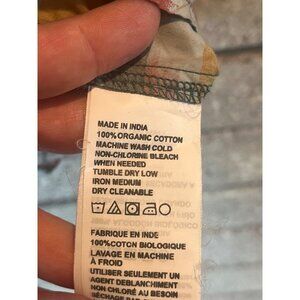 MADE IN INDIA
100% ORGANIC COTTON
MACHINE WASH COLD
NON-CHLORINE BLEACH
WHEN NEEDED
TUMBLE DRY LOW
IRON MEDIUM
DRY CLEANABLE
FABRIQUE EN INDE
100% COTON BIOLOGIQUE
LAVAGE EN MACHINE
À FROID
UTILISER SEULEMENT UN
AGENT DEBLANCHIMENT
NON CHLORÉ AU BESOIN